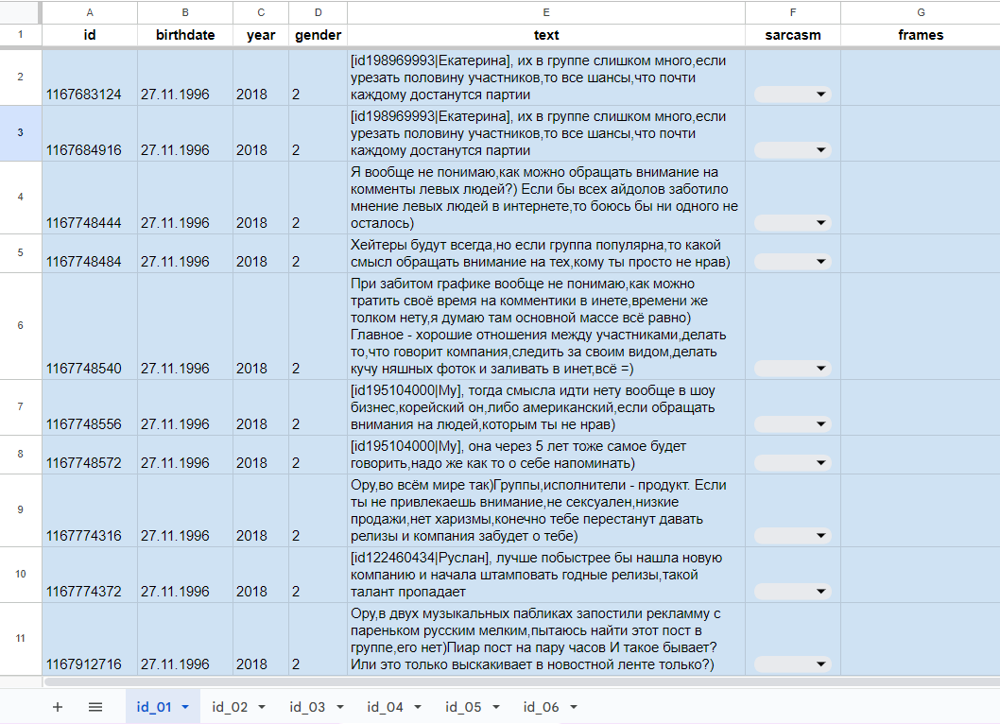 A B C D E F G
1 id birthdate year gender text sarcasm frames
[id198969993|Екатерина], их в группе слишком много,если
урезать половину участников,то все шансы,что почти
2 1167683124 27.11.1996 2018 2 каждому достанутся партии
[id198969993|Екатерина], их в группе слишком много,если
урезать половину участников,то все шансы,что почти
3 1167684916 27.11.1996 2018 2 каждому достанутся партии
Я вообще не понимаю,как можно обращать внимание на
комменты левых людей?) Если бы всех айдолов заботило
мнение левых людей в интернете,то боюсь бы ни одного не
4 1167748444 27.11.1996 2018 2 осталось)
Хейтеры будут всегда,но если группа популярна,то какой
5 1167748484 27.11.1996 2018 2 смысл обращать внимание на тех,кому ты просто не нрав)
При забитом графике вообще не понимаю,как можно
тратить своё время на комментики в инете,времени же
толком нету,я думаю там основной массе всё равно)
Главное - хорошие отношения между участниками,делать
то,что говорит компания,следить за своим видом,делать
6 1167748540 27.11.1996 2018 2 кучу няшных фоток и заливать в инет,всё =)
[id195104000|My], тогда смысла идти нету вообще в шоу
бизнес,корейский он,либо американский,если обращать
7 1167748556 27.11.1996 2018 2 внимания на людей,которым ты не нрав)
[id195104000|My], она через 5 лет тоже самое будет
8 1167748572 27.11.1996 2018 2 говорить,надо же как то о себе напоминать)
Ору,во всём мире так)Группы,исполнители - продукт. Если
ты не привлекаешь внимание,не сексуален,низкие
продажи,нет харизмы,конечно тебе перестанут давать
9 1167774316 27.11.1996 2018 2 релизы и компания забудет о тебе)
[id122460434|Руслан], лучше побыстрее бы нашла новую
компанию и начала штамповать годные релизы,такой
10 1167774372 27.11.1996 2018 2 талант пропадает
Ору,в двух музыкальных пабликах запостили рекламму с
пареньком русским мелким,пытаюсь найти этот пост в
группе,его нет)Пиар пост на пару часов И такое бывает?
11 1167912716 27.11.1996 2018 2 Или это только выскакивает в новостной ленте только?)
id_01 id_02 id_03 id_04 id_05 id_06